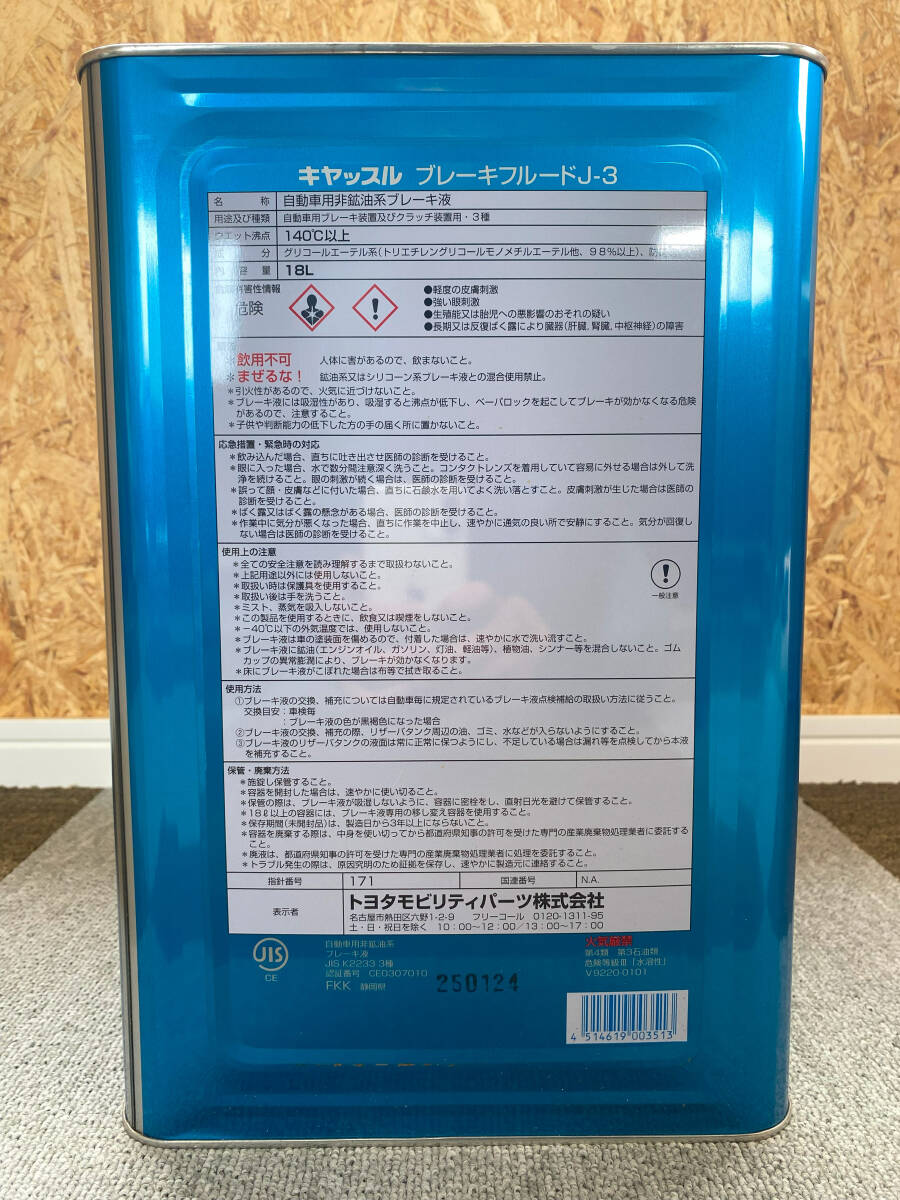 キヤッスル ブレーキフルードJ-3
名 称 自動車用非鉱油系ブレーキ液
用途及び種類 自動車用ブレーキ装置及びクラッチ装置用・3種
ウエット沸点 140℃以上
分 グリコールエーテル系(トリエチレングリコールモノメチルエーテル他、98%以上)、防
容 量 18L
有害性情報
危険
●軽度の皮膚刺激
●強い眼刺激
●生殖能又は胎児への悪影響のおそれの疑い
●長期又は反復ばく露により臓器(肝臓,腎臓,中枢神経)の障害
＊飲用不可 人体に害があるので、飲まないこと。
＊まぜるな! 鉱油系又はシリコーン系ブレーキ液との混合使用禁止。
＊引火性があるので、火気に近づけないこと。
＊ブレーキ液には吸湿性があり、吸湿すると沸点が低下し、ベーパロックを起こしてブレーキが効かなくなる危険
があるので、注意すること。
＊子供や判断能力の低下した方の手の届く所に置かないこと。
応急措置・緊急時の対応
＊飲み込んだ場合、直ちに吐き出させ医師の診断を受けること。
＊眼に入った場合、水で数分間注意深く洗うこと。コンタクトレンズを着用していて容易に外せる場合は外して洗
浄を続けること。眼の刺激が続く場合は、医師の診断を受けること。
＊誤って顔・皮膚などに付いた場合、直ちに石鹸水を用いてよく洗い落とすこと。皮膚刺激が生じた場合は医師の
診断を受けること。
＊ばく露又はばく露の懸念がある場合、医師の診断を受けること。
＊作業中に気分が悪くなった場合、直ちに作業を中止し、速やかに通気の良い所で安静にすること。気分が回復し
ない場合は医師の診断を受けること。
使用上の注意
＊全ての安全注意を読み理解するまで取扱わないこと。
＊上記用途以外には使用しないこと。
＊取扱い時は保護具を使用すること。
＊取扱い後は手を洗うこと。
＊ミスト、蒸気を吸入しないこと。
＊この製品を使用するときに、飲食又は喫煙をしないこと。
＊－40℃以下の外気温度では、使用しないこと。
＊ブレーキ液は車の塗装面を傷めるので、付着した場合は、速やかに水で洗い流すこと。
＊ブレーキ液に鉱油(エンジンオイル、ガソリン、灯油、軽油等)、植物油、シンナー等を混合しないこと。ゴム
カップの異常膨潤により、ブレーキが効かなくなります。
＊床にブレーキ液がこぼれた場合は布等で拭き取ること。
一般注意
使用方法
①ブレーキ液の交換、補充については自動車毎に規定されているブレーキ液点検補給の取扱い方法に従うこと。
交換目安：車検毎
：ブレーキ液の色が黒褐色になった場合
②ブレーキ液の交換、補充の際、リザーバタンク周辺の油、ゴミ、水などが入らないようにすること。
③ブレーキ液のリザーバタンクの液面は常に正常に保つようにし、不足している場合は漏れ等を点検してから本液
を補充すること。
保管・廃棄方法
＊施錠し保管すること。
＊容器を開封した場合は、速やかに使い切ること。
＊保管の際は、ブレーキ液が吸湿しないように、容器に密栓をし、直射日光を避けて保管すること。
＊18ℓ以上の容器には、ブレーキ液専用の移し変え容器を使用すること。
＊保存期間(未開封品)は、製造日から3年以上にならないこと。
＊容器を廃棄する際は、中身を使い切ってから都道府県知事の許可を受けた専門の産業廃棄物処理業者に委託する
こと。
＊廃液は、都道府県知事の許可を受けた専門の産業廃棄物処理業者に処理を委託すること。
＊トラブル発生の際は、原因究明のため証拠を保存し、速やかに製造元に連絡すること。
指針番号 171 国連番号 N.A.
表示者 トヨタモビリティパーツ株式会社
名古屋市熱田区六野1-2-9 フリーコール 0120-1311-95
土・日・祝日を除く 10：00～12：00/13：00～17：00
JIS
CE
自動車用非鉱油系
ブレーキ液
JIS K2233 3種
認証番号 CE0307010
FKK 静岡県
250124
火気厳禁
第4類 第3石油類
危険等級Ⅲ「水溶性」
V9220-0101
4 514619 003513